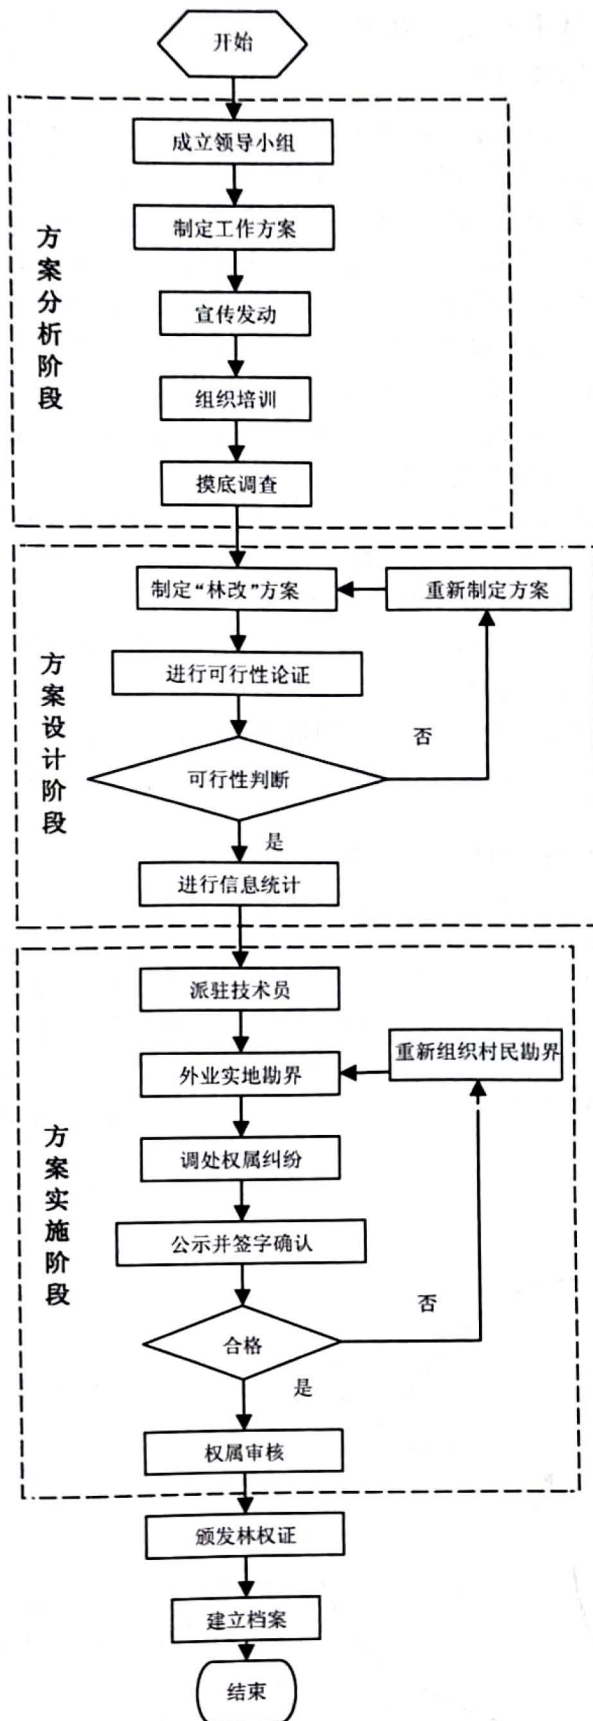 开始
方案分析阶段
成立领导小组
制定工作方案
宣传发动
组织培训
摸底调查
方案设计阶段
制定“林改”方案
重新制定方案
进行可行性论证
可行性判断
否
是
进行信息统计
方案实施阶段
派驻技术员
外业实地勘界
重新组织村民勘界
调处权属纠纷
公示并签字确认
合格
否
是
权属审核
颁发林权证
建立档案
结束